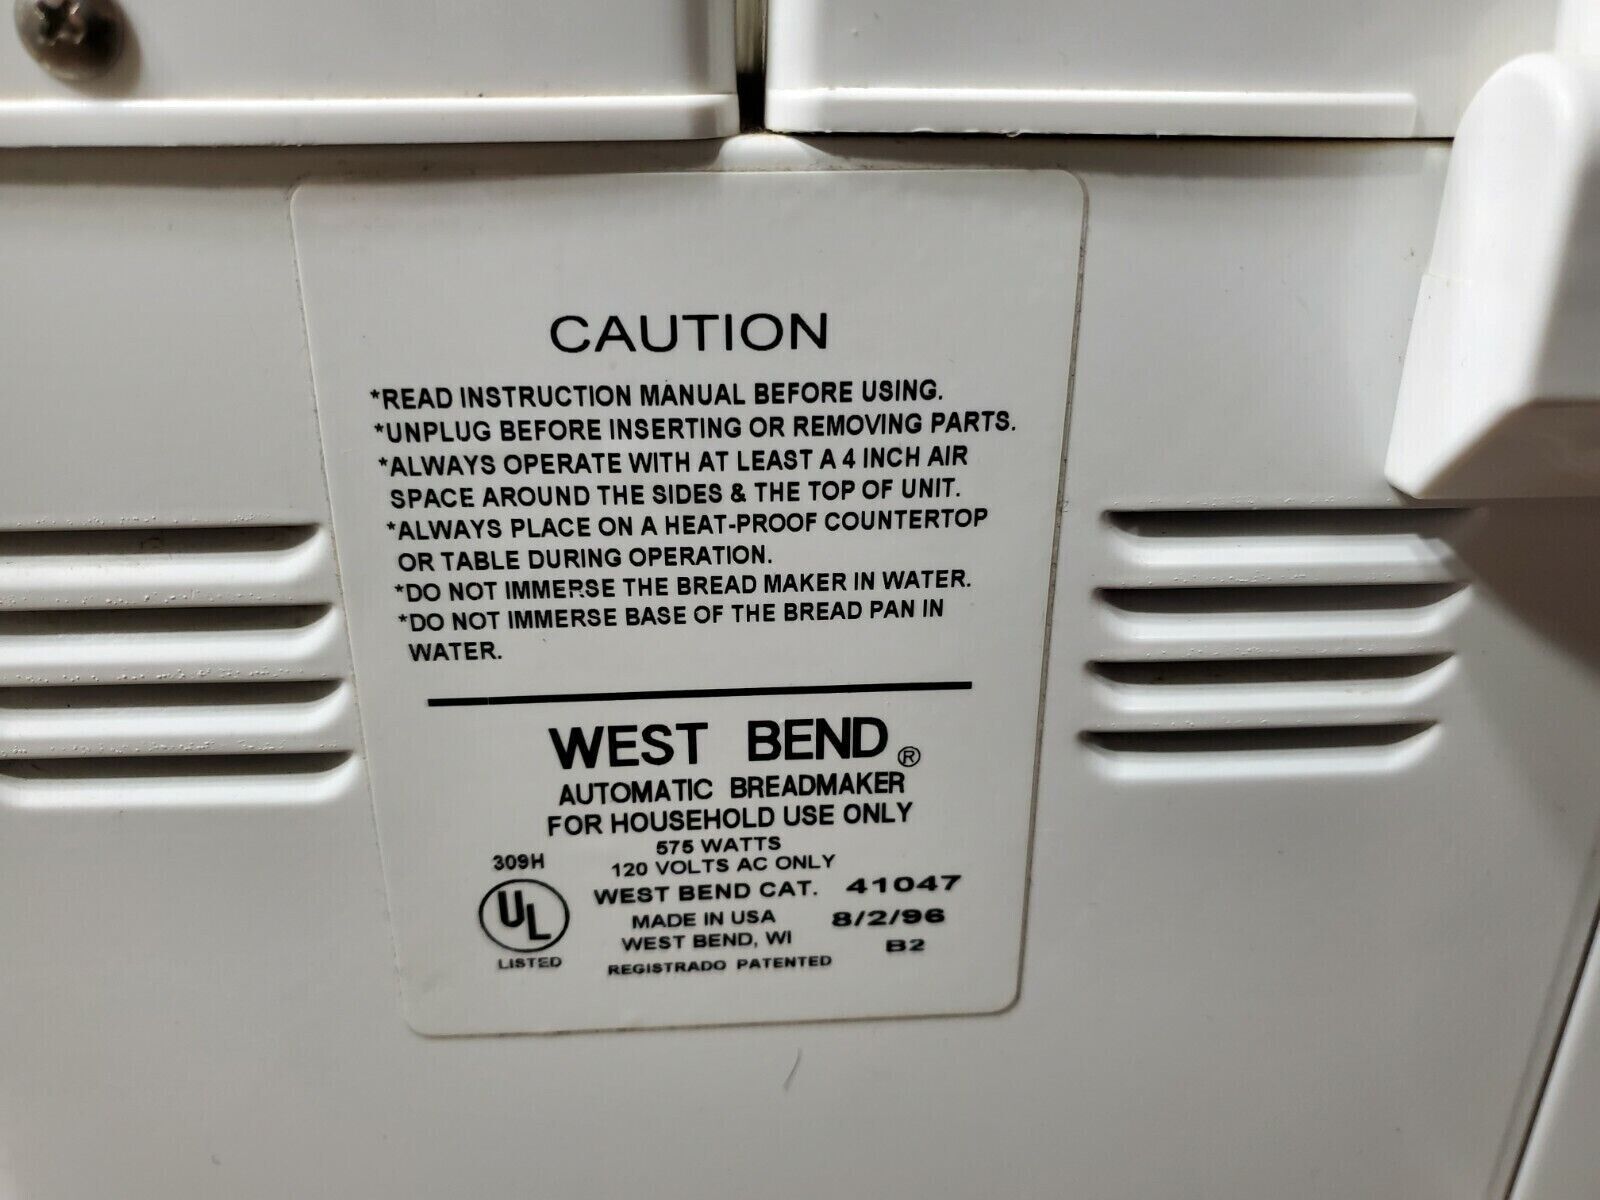 CAUTION
*READ INSTRUCTION MANUAL BEFORE USING.
*UNPLUG BEFORE INSERTING OR REMOVING PARTS.
*ALWAYS OPERATE WITH AT LEAST A 4 INCH AIR
SPACE AROUND THE SIDES & THE TOP OF UNIT.
*ALWAYS PLACE ON A HEAT-PROOF COUNTERTOP
OR TABLE DURING OPERATION.
*DO NOT IMMERSE THE BREAD MAKER IN WATER.
*DO NOT IMMERSE BASE OF THE BREAD PAN IN
WATER.
WEST BEND ®
AUTOMATIC BREADMAKER
FOR HOUSEHOLD USE ONLY
575 WATTS
309H 120 VOLTS AC ONLY
UL WEST BEND CAT. 41047
MADE IN USA 8/2/96
WEST BEND, WI B2
LISTED REGISTRADO PATENTED